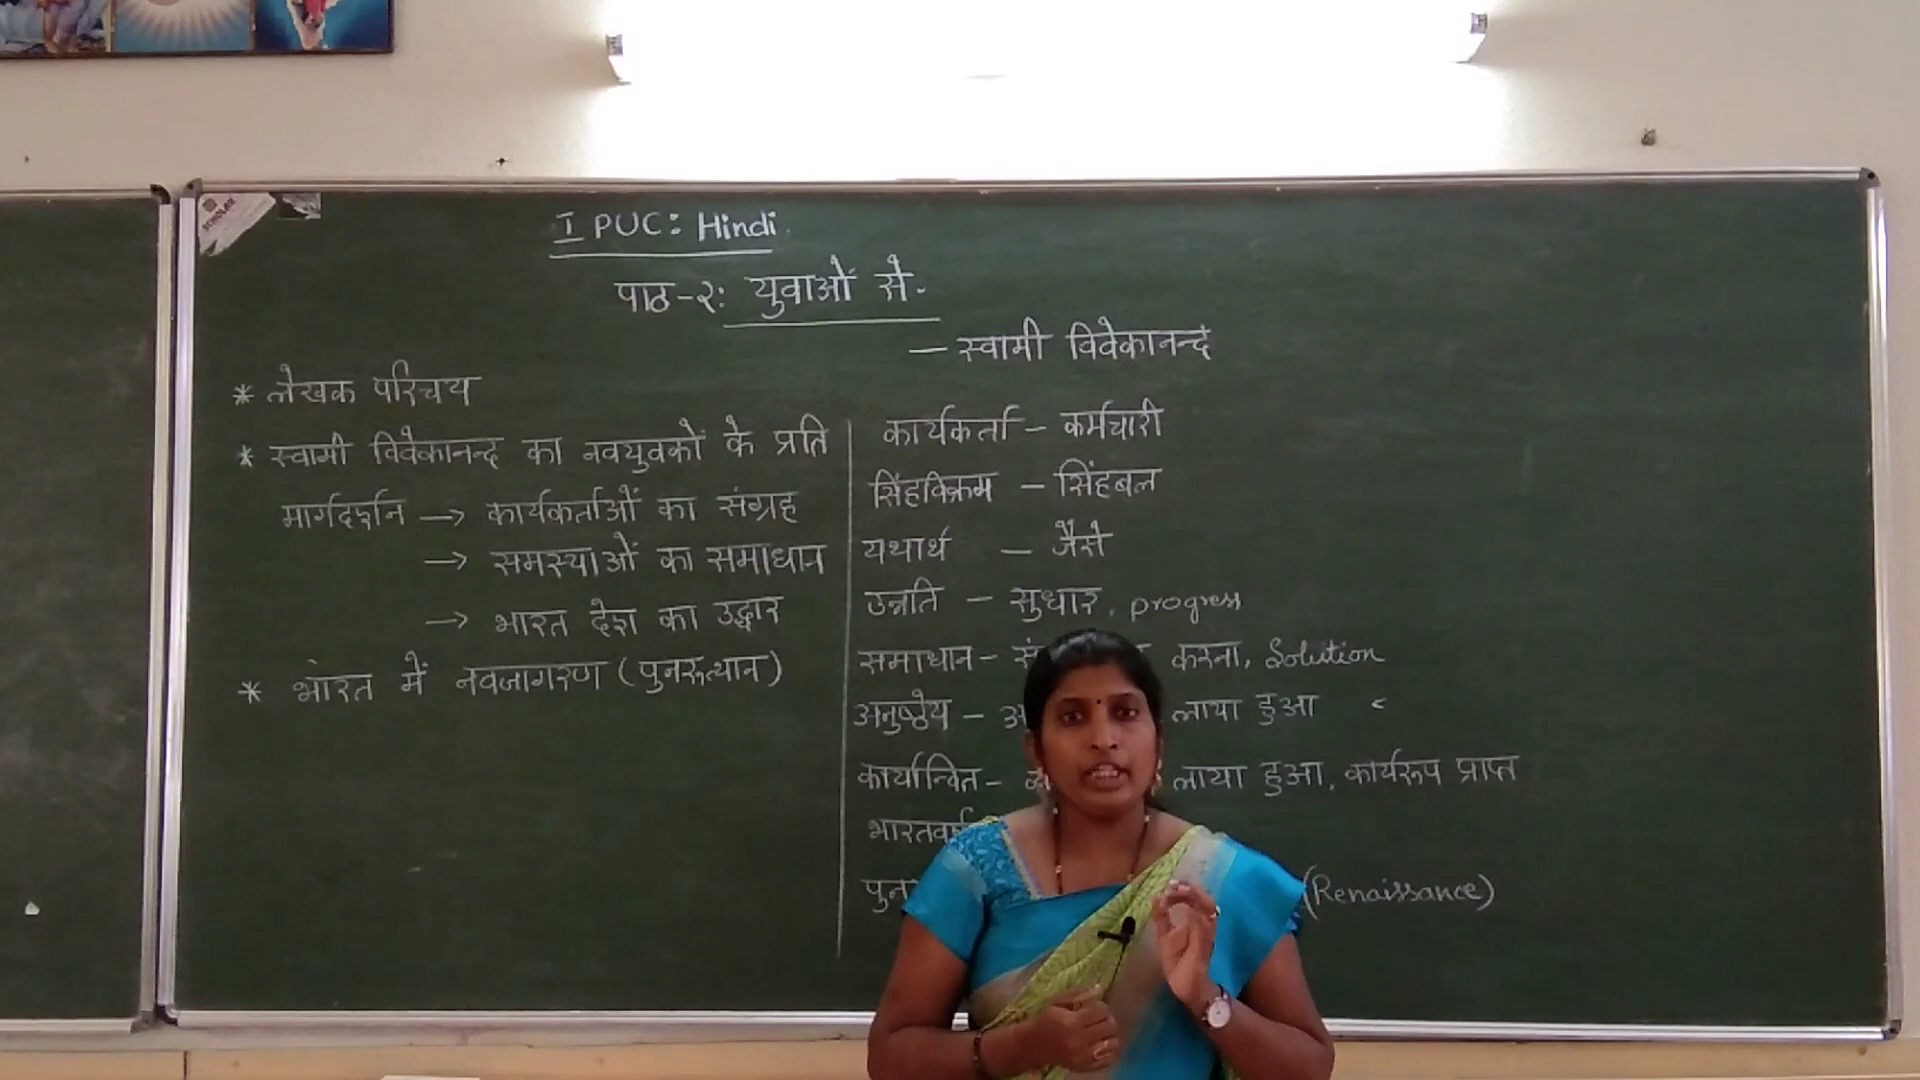 SCHOLAR
I PUC: Hindi.
पाठ-२: युवाओं से.
— स्वामी विवेकानन्द
* लेखक परिचय
* स्वामी विवेकानन्द का नवयुवकों के प्रति
मार्गदर्शन → कार्यकर्ताओं का संग्रह
→ समस्याओं का समाधान
→ भारत देश का उद्धार
* भारत में नवजागरण (पुनरूत्थान)
कार्यकर्ता - कर्मचारी
सिंहविक्रम - सिंहबल
यथार्थ - जैसे
उन्नति - सुधार, progress
समाधान - करना, Solution
अनुष्ठेय - लाया हुआ
कार्यान्वित - लाया हुआ, कार्यरूप प्राप्त
(Renaissance)